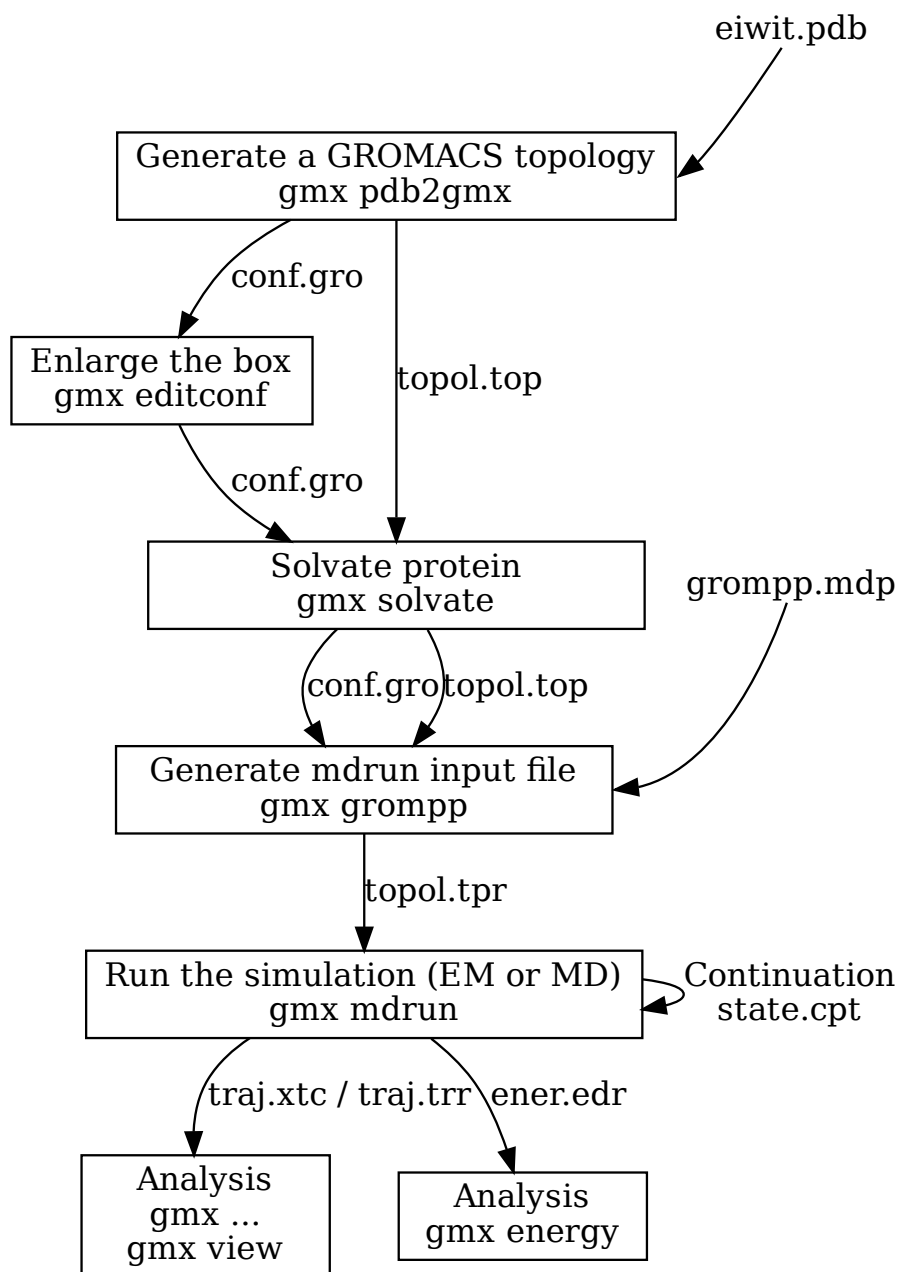 eiwit.pdb
Generate a GROMACS topology
gmx pdb2gmx
conf.gro
Enlarge the box
gmx editconf
topol.top
conf.gro
Solvate protein
gmx solvate
grompp.mdp
conf.gro
topol.top
Generate mdrun input file
gmx grompp
topol.tpr
Run the simulation (EM or MD)
gmx mdrun
Continuation
state.cpt
traj.xtc / traj.trr
ener.edr
Analysis
gmx ...
gmx view
Analysis
gmx energy